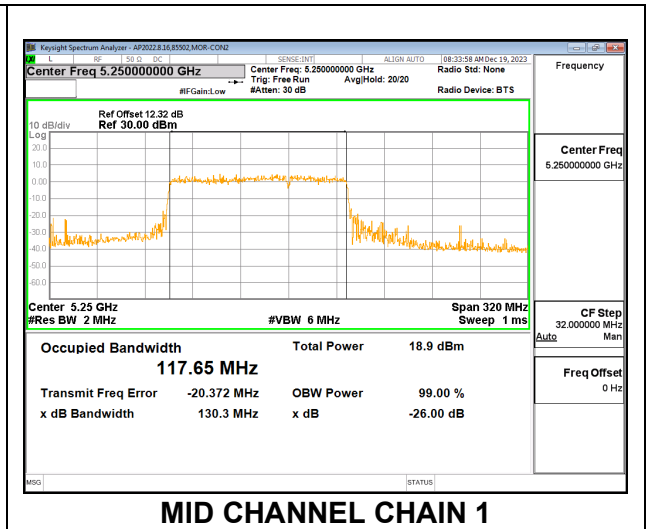 Keysight Spectrum Analyzer - AP2022.8.16,85502,MOR-CON2
L RF 50 Ω DC SENSE:INT ALIGN AUTO 08:33:58 AM Dec 19, 2023
Center Freq 5.250000000 GHz Center Freq: 5.250000000 GHz Radio Std: None Frequency
Trig: Free Run Avg|Hold: 20/20
#IFGain:Low #Atten: 30 dB Radio Device: BTS
Ref Offset 12.32 dB
10 dB/div Ref 30.00 dBm
Log
20.0
10.0
0.00
-10.0
-20.0
-30.0
-40.0
-50.0
-60.0
Center Freq
5.250000000 GHz
Center 5.25 GHz Span 320 MHz
#Res BW 2 MHz #VBW 6 MHz Sweep 1 ms
CF Step
32.000000 MHz
Auto Man
Occupied Bandwidth Total Power 18.9 dBm
117.65 MHz
Freq Offset
0 Hz
Transmit Freq Error -20.372 MHz OBW Power 99.00 %
x dB Bandwidth 130.3 MHz x dB -26.00 dB
MSG STATUS
MID CHANNEL CHAIN 1